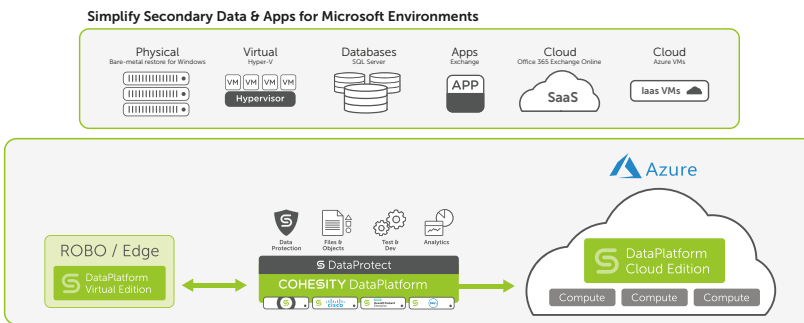 Simplify Secondary Data & Apps for Microsoft Environments
Physical
Bare-metal restore for Windows
Virtual
Hyper-V
VM VM VM VM
Hypervisor
Databases
SQL Server
Apps
Exchange
APP
Cloud
Office 365 Exchange Online
SaaS
Cloud
Azure VMs
Iaas VMs
Azure
ROBO / Edge
DataPlatform
Virtual Edition
Data
Protection
Files &
Objects
Test &
Dev
Analytics
DataProtect
COHESITY DataPlatform
CISCO
Hewlett Packard
DataPlatform
Cloud Edition
Compute Compute Compute